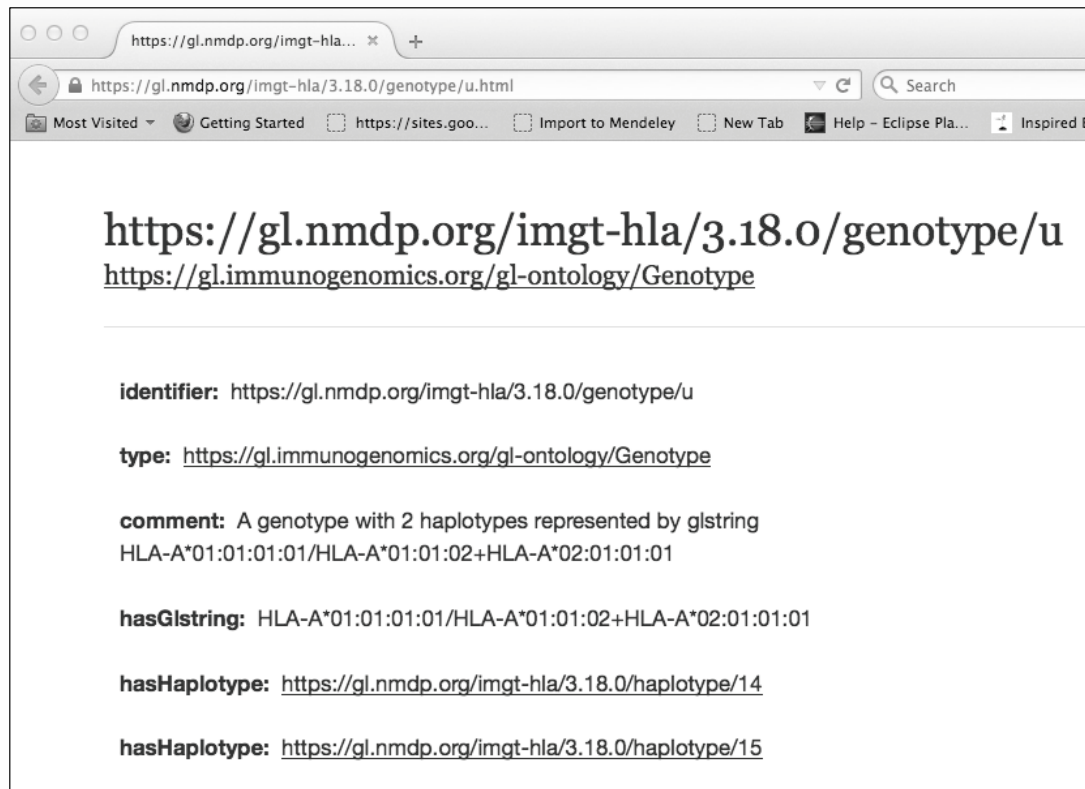 https://gl.nmdp.org/imgt-hla... × +
https://gl.nmdp.org/imgt-hla/3.18.0/genotype/u.html Search
Most Visited Getting Started https://sites.goo... Import to Mendeley New Tab Help – Eclipse Pla... Inspired
https://gl.nmdp.org/imgt-hla/3.18.0/genotype/u
https://gl.immunogenomics.org/gl-ontology/Genotype
identifier: https://gl.nmdp.org/imgt-hla/3.18.0/genotype/u
type: https://gl.immunogenomics.org/gl-ontology/Genotype
comment: A genotype with 2 haplotypes represented by glstring
HLA-A*01:01:01:01/HLA-A*01:01:02+HLA-A*02:01:01:01
hasGlstring: HLA-A*01:01:01:01/HLA-A*01:01:02+HLA-A*02:01:01:01
hasHaplotype: https://gl.nmdp.org/imgt-hla/3.18.0/haplotype/14
hasHaplotype: https://gl.nmdp.org/imgt-hla/3.18.0/haplotype/15